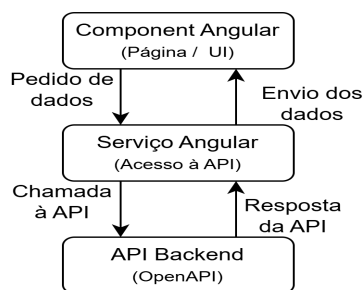 Component Angular
(Página / UI)
Pedido de
dados
Envio dos
dados
Serviço Angular
(Acesso à API)
Chamada
à API
Resposta
da API
API Backend
(OpenAPI)